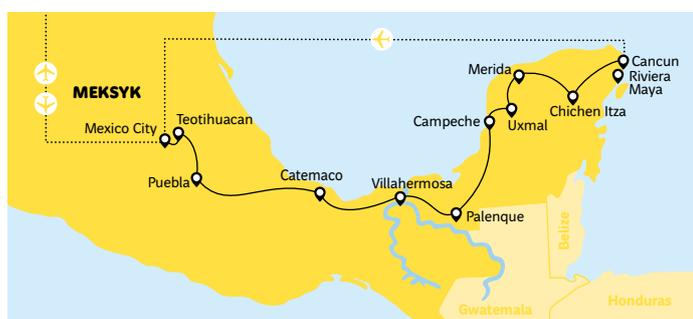 MEKSYK
Mexico City
Teotihuacan
Puebla
Catemaco
Villahermosa
Palenque
Campeche
Uxmal
Merida
Chichen Itza
Cancun
Riviera
Maya
Belize
Gwatemala
Honduras